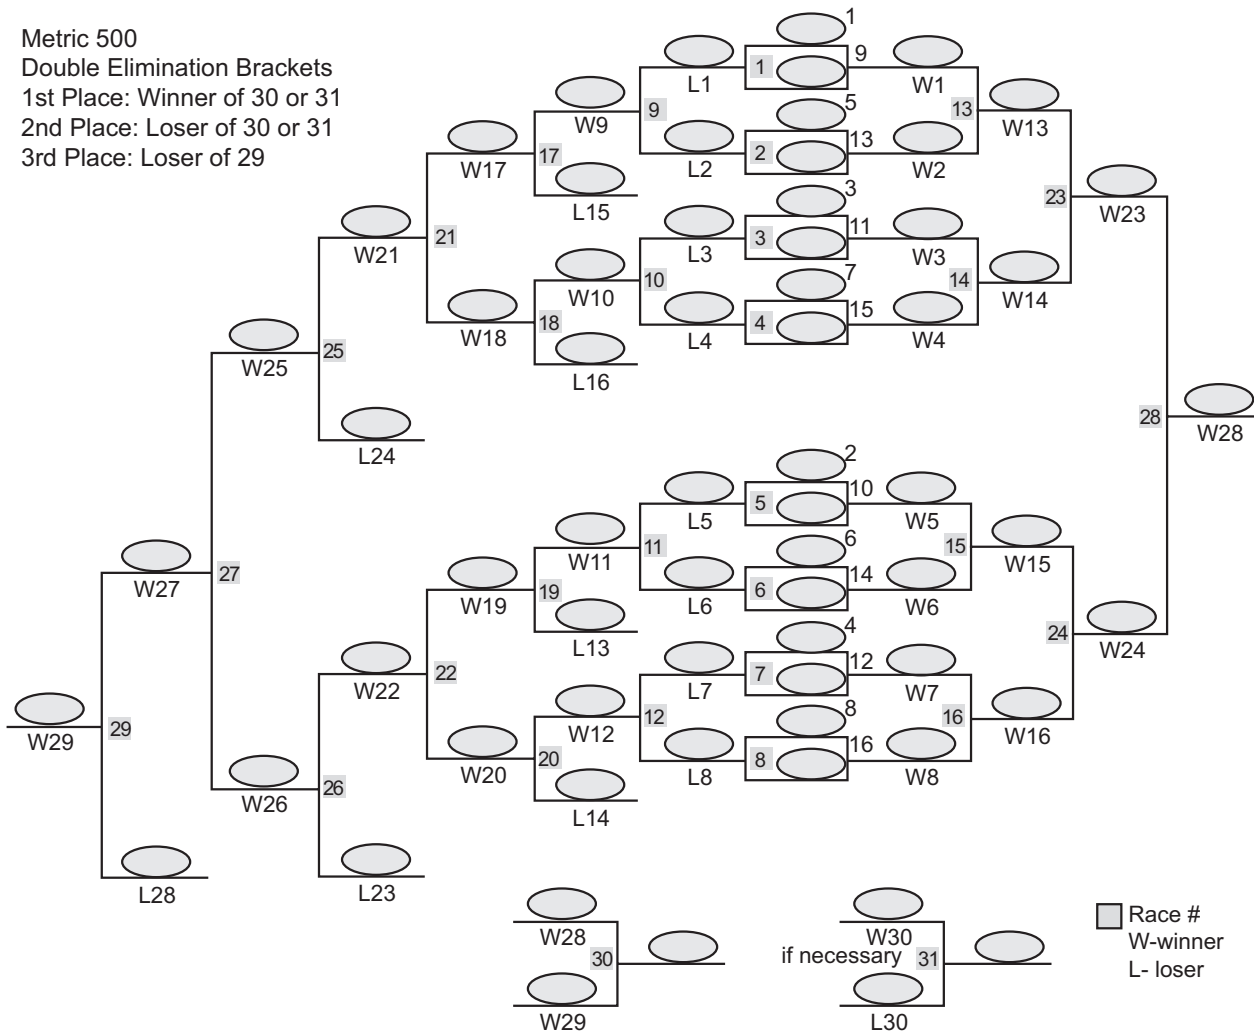 Metric 500
Double Elimination Brackets
1st Place: Winner of 30 or 31
2nd Place: Loser of 30 or 31
3rd Place: Loser of 29
1
L1
1
9
W1
W9
9
5
13
W13
L2
2
13
W2
W17
17
L15
3
23
W23
L3
3
11
W3
W21
21
W10
10
7
14
W14
W18
18
L4
4
15
W4
L16
W25
25
L24
28
W28
2
L5
5
10
W5
W11
11
6
15
W15
W19
19
L6
6
14
W6
W27
27
L13
4
24
W24
L7
7
12
W7
W22
22
W12
12
8
16
W16
W29
29
W20
20
L8
8
16
W8
W26
26
L14
L28
L23
W28
30
W29
W30
if necessary
31
L30
Race #
W-winner
L- loser